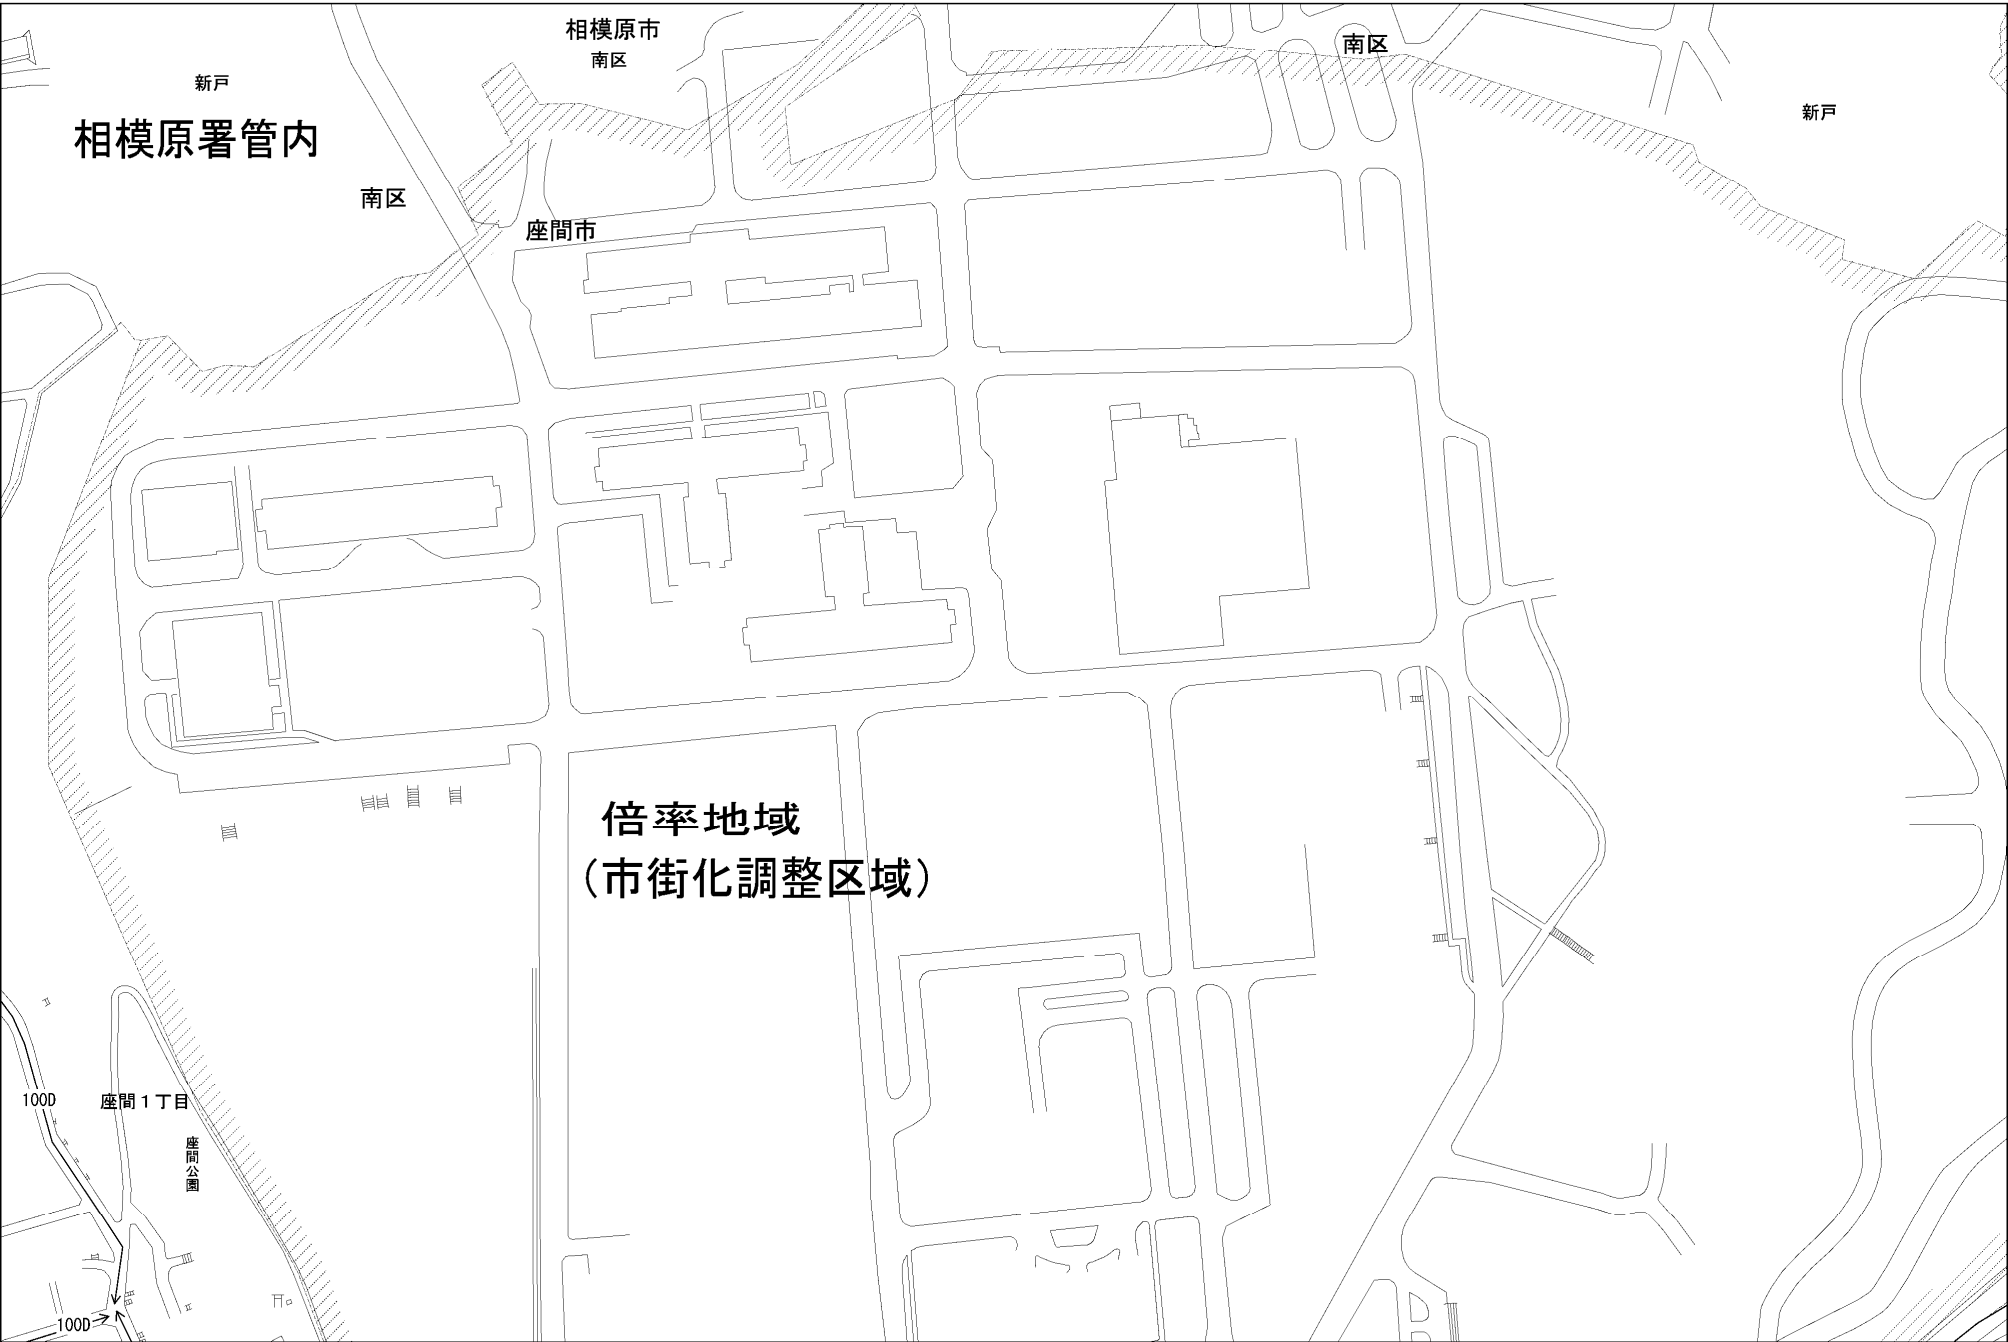 相模原市
南区
南区
新戸
新戸
相模原署管内
南区
座間市
倍率地域
（市街化調整区域）
100D
座間１丁目
座間公園
100D